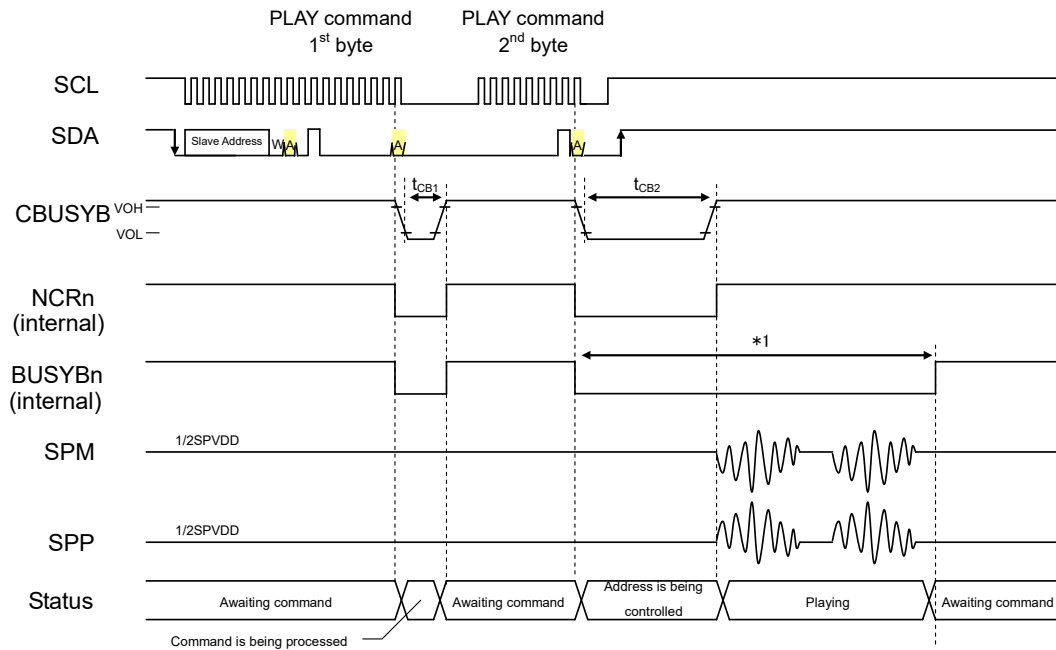 PLAY command
1st byte
PLAY command
2nd byte
SCL
SDA
Slave Address
W
A
A
A
tCB1
tCB2
CBUSYB
VOH
VOL
NCRn
(internal)
*1
BUSYBn
(internal)
SPM
1/2SPVDD
SPP
1/2SPVDD
Status
Awaiting command
Awaiting command
Address is being
controlled
Playing
Awaiting command
Command is being processed